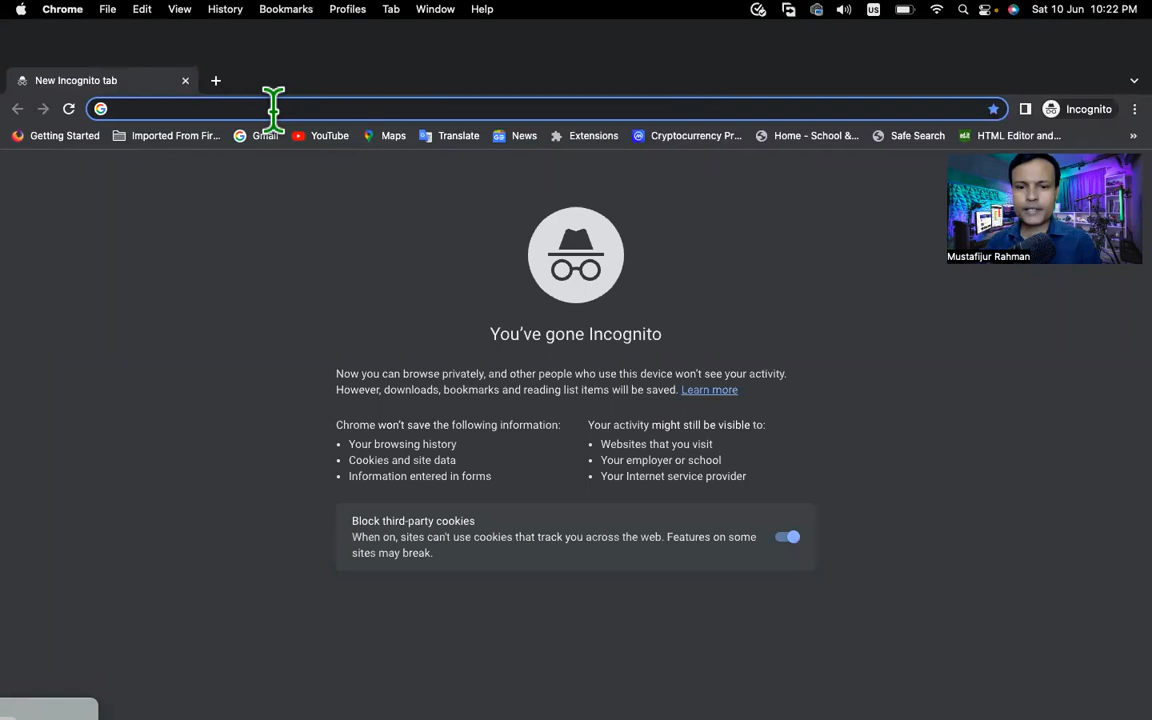 Chrome File Edit View History Bookmarks Profiles Tab Window Help US Sat 10 Jun 10:22 PM
New Incognito tab
Incognito
Getting Started Imported From Fir... Gmail YouTube Maps Translate News Extensions Cryptocurrency Pr... Home - School &... Safe Search HTML Editor and... »
Mustafijur Rahman
You've gone Incognito
Now you can browse privately, and other people who use this device won't see your activity.
However, downloads, bookmarks and reading list items will be saved. Learn more
Chrome won't save the following information:
• Your browsing history
• Cookies and site data
• Information entered in forms
Your activity might still be visible to:
• Websites that you visit
• Your employer or school
• Your Internet service provider
Block third-party cookies
When on, sites can't use cookies that track you across the web. Features on some
sites may break.